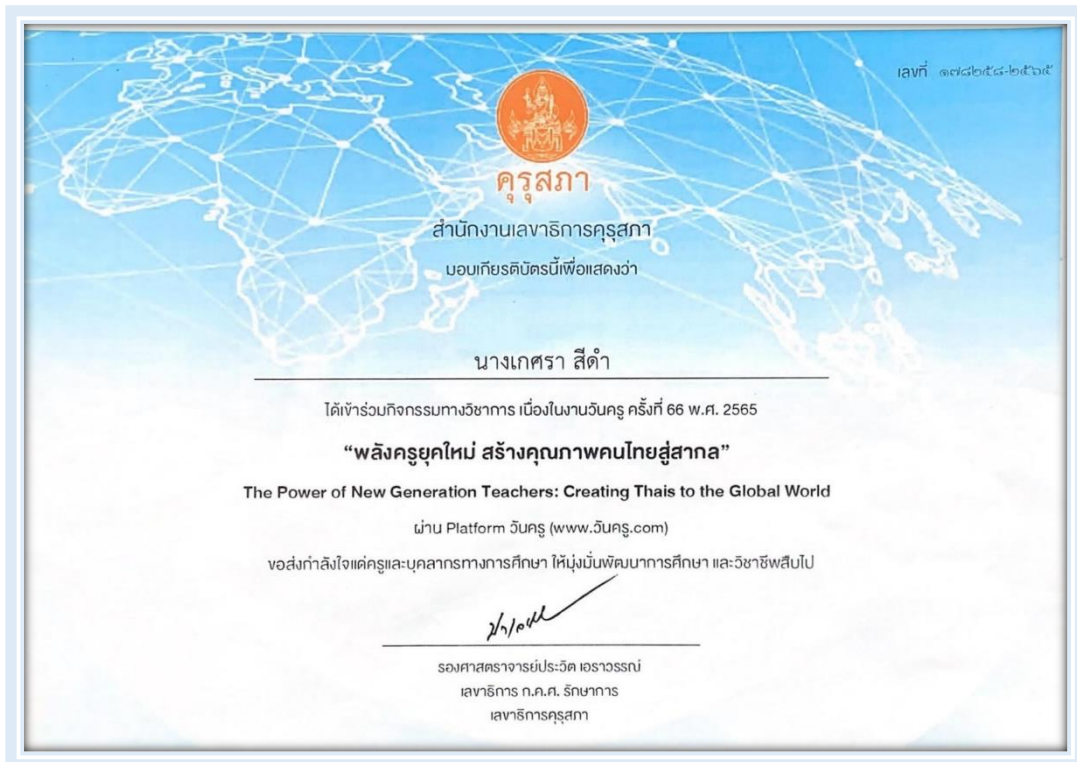 เลขที่ ๑๗๘๒๕๘-๒๕๖๕
คุรุสภา
สำนักงานเลขาธิการคุรุสภา
มอบเกียรติบัตรนี้เพื่อแสดงว่า
นางเกศรา สีดำ
ได้เข้าร่วมกิจกรรมทางวิชาการ เนื่องในงานวันครู ครั้งที่ 66 พ.ศ. 2565
“พลังครูยุคใหม่ สร้างคุณภาพคนไทยสู่สากล”
The Power of New Generation Teachers: Creating Thais to the Global World
ผ่าน Platform วันครู (www.วันครู.com)
ขอส่งกำลังใจแด่ครูและบุคลากรทางการศึกษา ให้มุ่งมั่นพัฒนาการศึกษา และวิชาชีพสืบไป
รองศาสตราจารย์ประวิต เอราวรรณ์
เลขาธิการ ก.ค.ศ. รักษาการ
เลขาธิการคุรุสภา